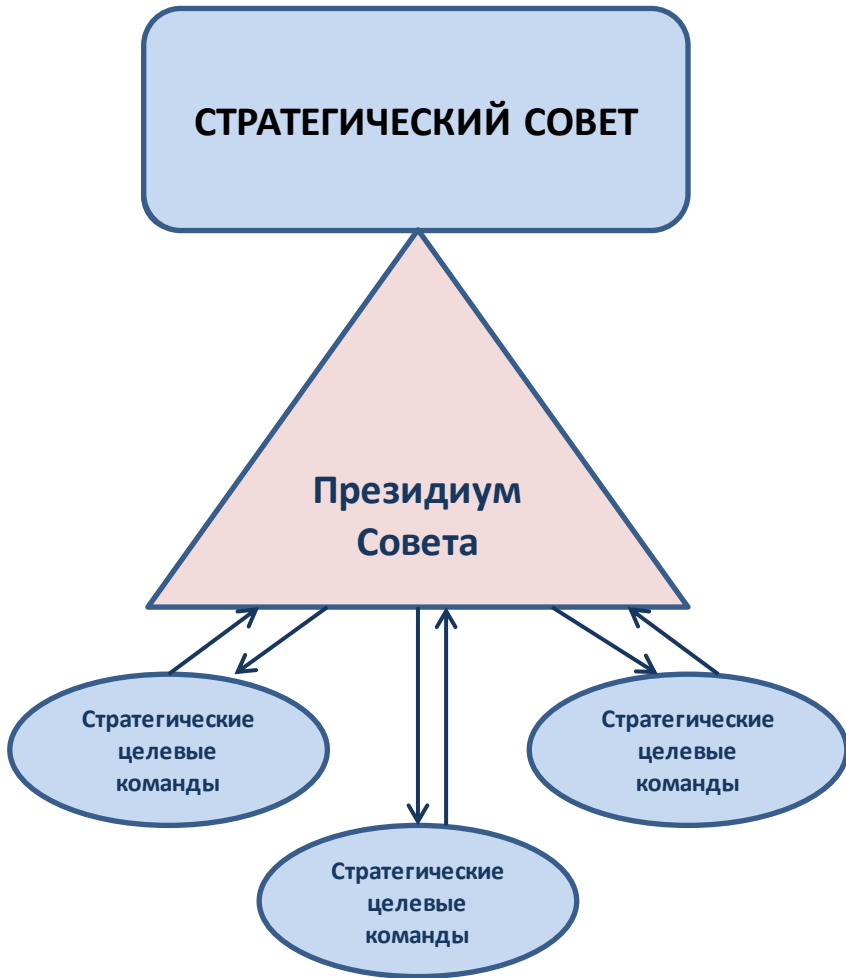 СТРАТЕГИЧЕСКИЙ СОВЕТ
Президиум
Совета
Стратегические
целевые
команды
Стратегические
целевые
команды
Стратегические
целевые
команды